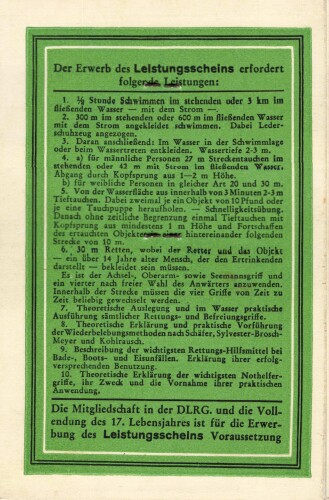 Der Erwerb des Leistungsscheins erfordert
folgende Leistungen:
1. ½ Stunde Schwimmen im stehenden oder 3 km im
fließenden Wasser — mit dem Strom —.
2. 300 m im stehenden oder 600 m im fließenden Wasser
mit dem Strom angekleidet schwimmen. Dabei Leder-
schuhzeug angezogen.
3. Daran anschließend: Im Wasser in der Schwimmlage
oder beim Wassertreten entkleiden. Wassertiefe 2-3 m.
4. a) für männliche Personen 27 m Streckentauchen im
stehenden oder 42 m mit Strom im fließenden Wasser.
Abgang durch Kopfsprung aus 1—2 m Höhe.
b) für weibliche Personen in gleicher Art 20 und 30 m.
5. Von der Wasserfläche aus innerhalb von 3 Minuten 2-3 m
Tieftauchen. Dabei zweimal je ein Objekt von 10 Pfund oder
je eine Tauchpuppe heraufholen. — Schnelligkeitsübung.
Danach ohne zeitliche Begrenzung einmal Tieftauchen mit
Kopfsprung aus mindestens 1 m Höhe und Fortschaffen
des ertauchten Objektes hintereinander folgenden
Strecke von 10 m.
6. 30 m Retten, wobei der Retter und das Objekt
— ein über 14 Jahre alter Mensch, der den Ertrinkenden
darstellt — bekleidet sein müssen.
Es ist der Achsel-, Oberarm- sowie Seemannsgriff und
ein vierter nach freier Wahl des Anwärters anzuwenden.
Innerhalb der Strecke müssen die vier Griffe von Zeit zu
Zeit beliebig gewechselt werden.
7. Theoretische Auslegung und im Wasser praktische
Ausführung sämtlicher Rettungs- und Befreiungsgriffe.
8. Theoretische Erklärung und praktische Vorführung
der Wiederbelebungsmethoden nach Schäfer, Sylvester-Brosch-
Meyer und Kohlrausch.
9. Beschreibung der wichtigsten Rettungs-Hilfsmittel bei
Bade-, Boots- und Eisunfällen. Erklärung ihrer erfolg-
versprechenden Benutzung.
10. Theoretische Erklärung der wichtigsten Nothelfer-
griffe, ihr Zweck und die Vornahme ihrer praktischen
Anwendung.
Die Mitgliedschaft in der DLRG. und die Voll-
endung des 17. Lebensjahres ist für die Erwer-
bung des Leistungsscheins Voraussetzung